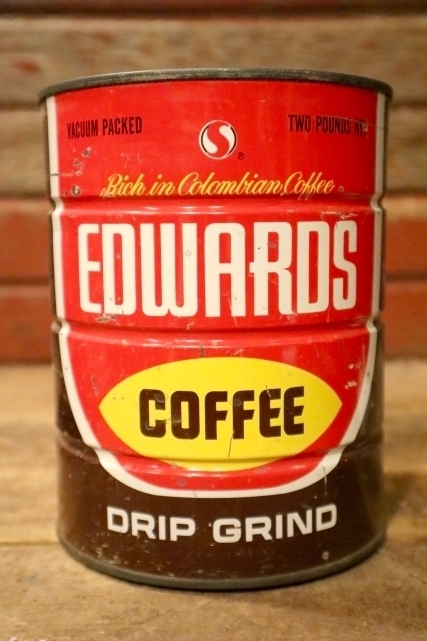 VACUUM PACKED
TWO POUNDS NET
S ®
Rich in Colombian Coffee
EDWARDS
COFFEE
DRIP GRIND